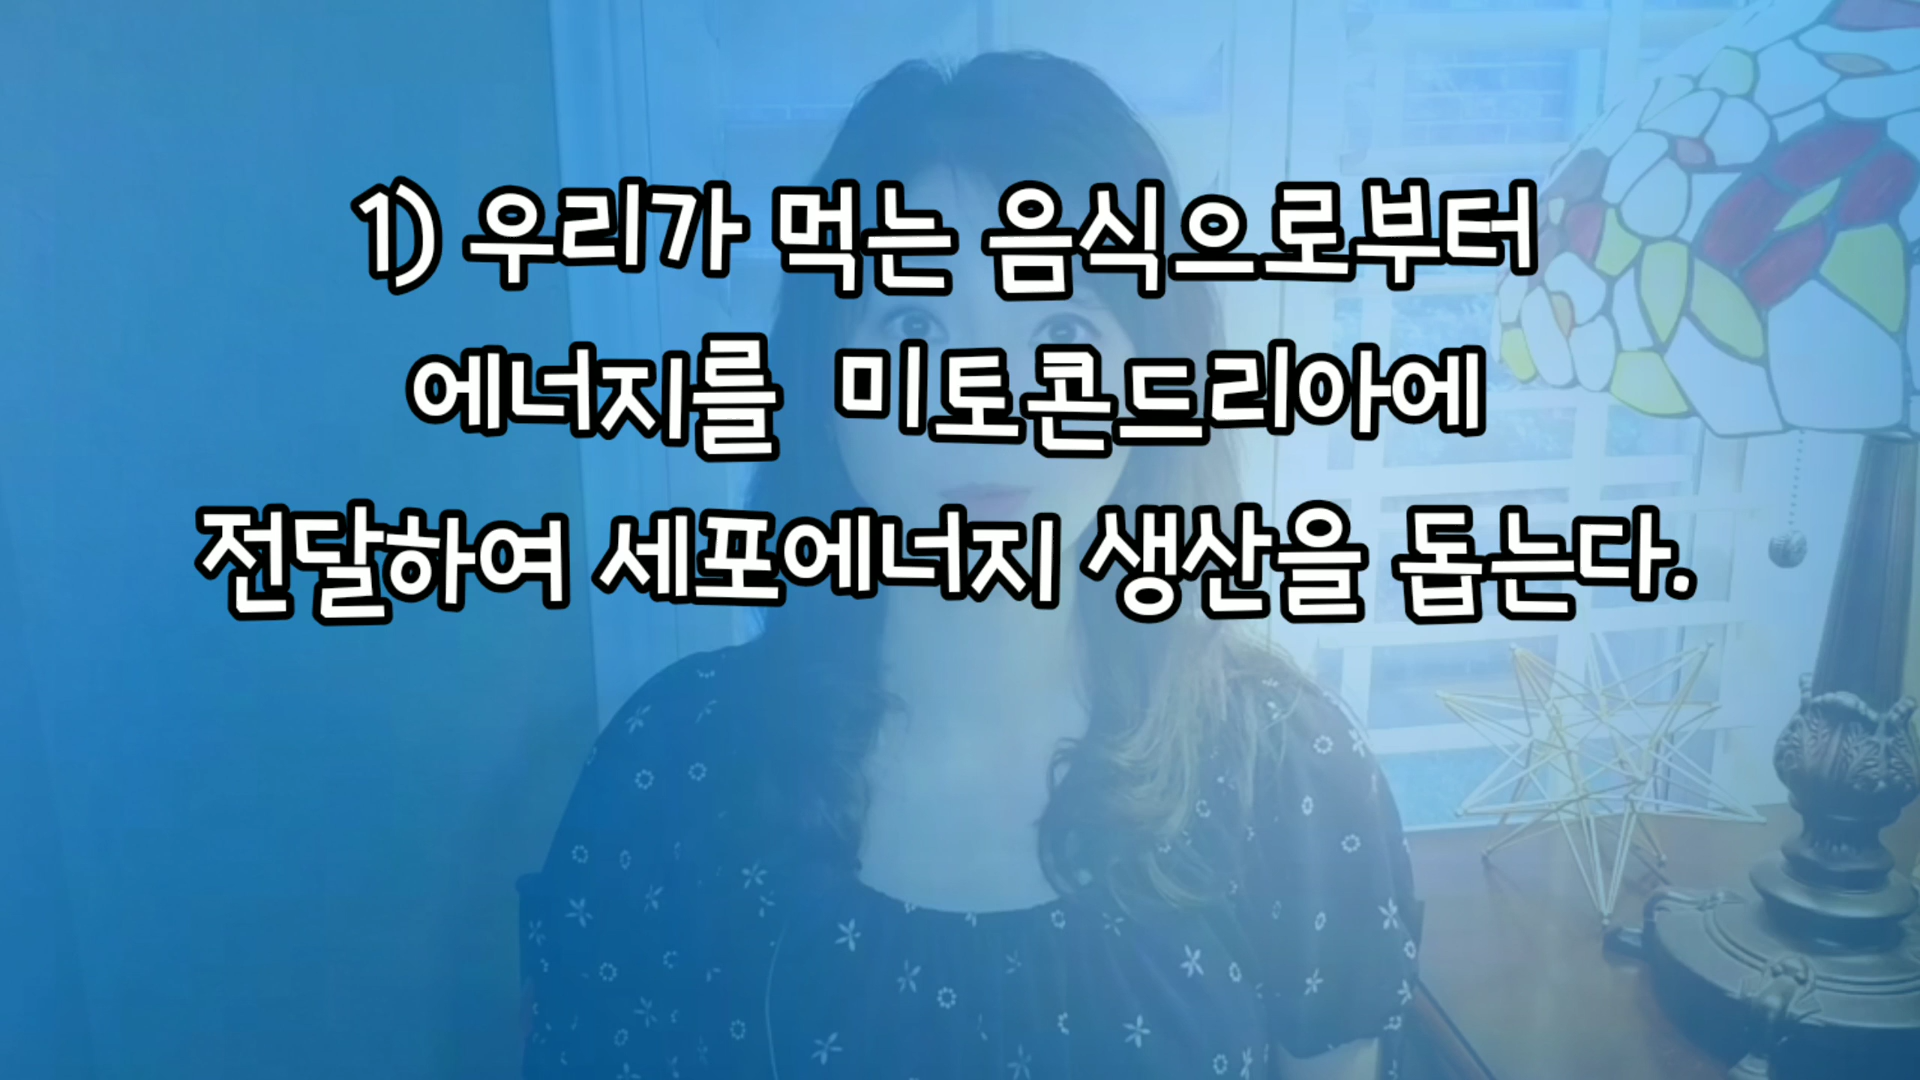 1) 우리가 먹는 음식으로부터
에너지를 미토콘드리아에
전달하여 세포에너지 생산을 돕는다.